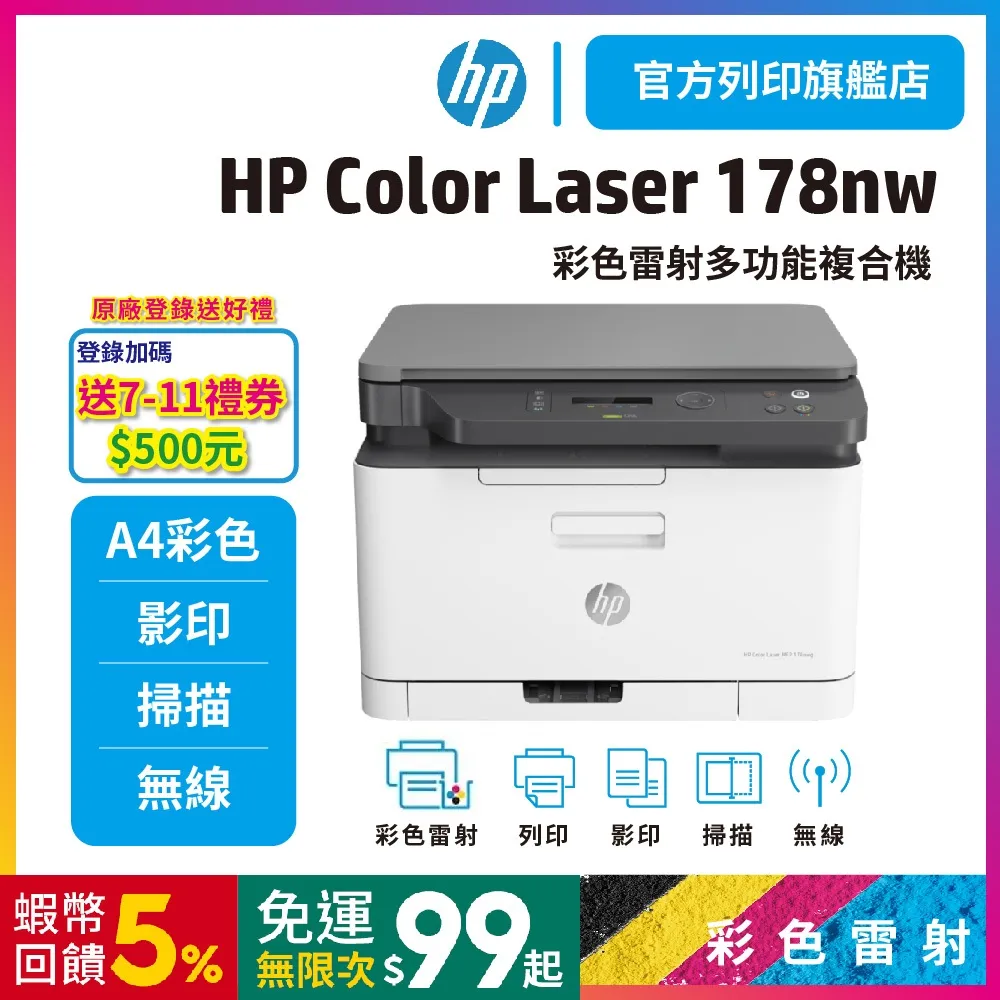 hp
官方列印旗艦店
HP Color Laser 178nw
彩色雷射多功能複合機
原廠登錄送好禮
登錄加碼
送7-11禮券
$500元
A4彩色
影印
掃描
無線
hp
彩色雷射
列印
影印
掃描
無線
蝦幣
回饋
5%
免運
無限次
$99起
彩色雷射